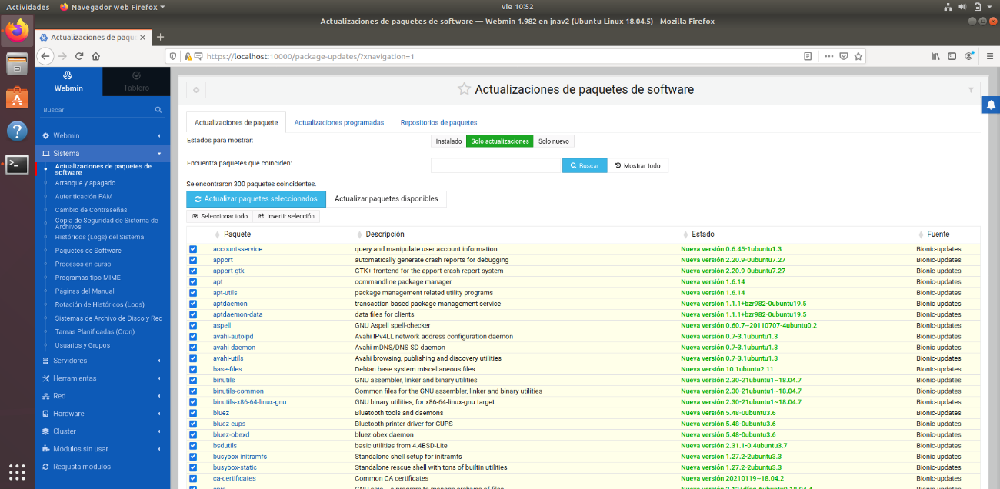 Actividades Navegador web Firefox vie 10:52
Actualizaciones de paquetes de software — Webmin 1.982 en jnav2 (Ubuntu Linux 18.04.5) - Mozilla Firefox
Actualizaciones de paque
https://localhost:10000/package-updates/?xnavigation=1
Webmin Tablero
Buscar
Webmin
Sistema
Actualizaciones de paquetes de software
Arranque y apagado
Autenticación PAM
Cambio de Contraseñas
Copia de Seguridad de Sistema de Archivos
Históricos (Logs) del Sistema
Paquetes de Software
Procesos en curso
Programas tipo MIME
Páginas del Manual
Rotación de Históricos (Logs)
Sistemas de Archivo de Disco y Red
Tareas Planificadas (Cron)
Usuarios y Grupos
Servidores
Herramientas
Red
Hardware
Cluster
Módulos sin usar
Reajusta módulos
Actualizaciones de paquetes de software
Actualizaciones de paquete Actualizaciones programadas Repositorios de paquetes
Estados para mostrar: Instalado Solo actualizaciones Solo nuevo
Encuentra paquetes que coinciden: Buscar Mostrar todo
Se encontraron 300 paquetes coincidentes.
Actualizar paquetes seleccionados Actualizar paquetes disponibles
Seleccionar todo Invertir selección
Paquete Descripción Estado Fuente
accountsservice query and manipulate user account information Nueva versión 0.6.45-1ubuntu1.3 Bionic-updates
apport automatically generate crash reports for debugging Nueva versión 2.20.9-0ubuntu7.27 Bionic-updates
apport-gtk GTK+ frontend for the apport crash report system Nueva versión 2.20.9-0ubuntu7.27 Bionic-updates
apt commandline package manager Nueva versión 1.6.14 Bionic-updates
apt-utils package management related utility programs Nueva versión 1.6.14 Bionic-updates
aptdaemon transaction based package management service Nueva versión 1.1.1+bzr982-0ubuntu19.5 Bionic-updates
aptdaemon-data data files for clients Nueva versión 1.1.1+bzr982-0ubuntu19.5 Bionic-updates
aspell GNU Aspell spell-checker Nueva versión 0.60.7~20110707-4ubuntu0.2 Bionic-updates
avahi-autoipd Avahi IPv4LL network address configuration daemon Nueva versión 0.7-3.1ubuntu1.3 Bionic-updates
avahi-daemon Avahi mDNS/DNS-SD daemon Nueva versión 0.7-3.1ubuntu1.3 Bionic-updates
avahi-utils Avahi browsing, publishing and discovery utilities Nueva versión 0.7-3.1ubuntu1.3 Bionic-updates
base-files Debian base system miscellaneous files Nueva versión 10.1ubuntu2.11 Bionic-updates
binutils GNU assembler, linker and binary utilities Nueva versión 2.30-21ubuntu1~18.04.7 Bionic-updates
binutils-common Common files for the GNU assembler, linker and binary utilities Nueva versión 2.30-21ubuntu1~18.04.7 Bionic-updates
binutils-x86-64-linux-gnu GNU binary utilities, for x86-64-linux-gnu target Nueva versión 2.30-21ubuntu1~18.04.7 Bionic-updates
bluez Bluetooth tools and daemons Nueva versión 5.48-0ubuntu3.6 Bionic-updates
bluez-cups Bluetooth printer driver for CUPS Nueva versión 5.48-0ubuntu3.6 Bionic-updates
bluez-obexd bluez obex daemon Nueva versión 5.48-0ubuntu3.6 Bionic-updates
bsdutils basic utilities from 4.4BSD-Lite Nueva versión 2.31.1-0.4ubuntu3.7 Bionic-updates
busybox-initramfs Standalone shell setup for initramfs Nueva versión 1.27.2-2ubuntu3.3 Bionic-updates
busybox-static Standalone rescue shell with tons of builtin utilities Nueva versión 1.27.2-2ubuntu3.3 Bionic-updates
ca-certificates Common CA certificates Nueva versión 20210119~18.04.2 Bionic-updates